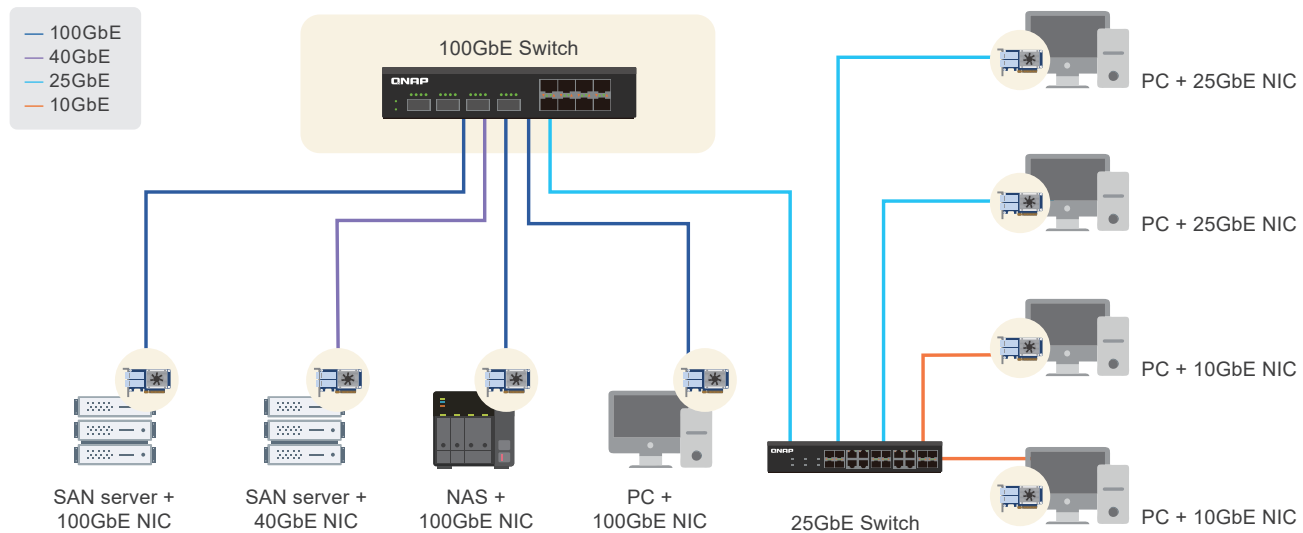 100GbE
40GbE
25GbE
10GbE
100GbE Switch
QNAP
PC + 25GbE NIC
PC + 25GbE NIC
PC + 10GbE NIC
PC + 10GbE NIC
QNAP
SAN server +
100GbE NIC
SAN server +
40GbE NIC
NAS +
100GbE NIC
PC +
100GbE NIC
25GbE Switch